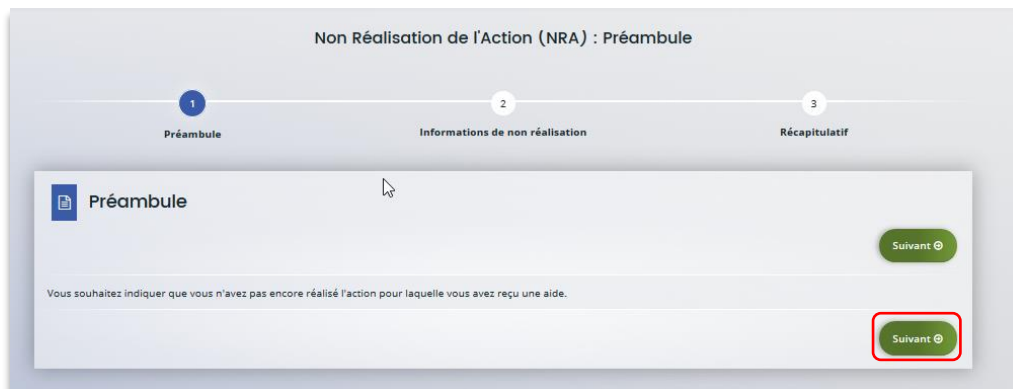 Non Réalisation de l'Action (NRA) : Préambule
1
2
3
Préambule
Informations de non réalisation
Récapitulatif
Préambule
Suivant
Vous souhaitez indiquer que vous n'avez pas encore réalisé l'action pour laquelle vous avez reçu une aide.
Suivant